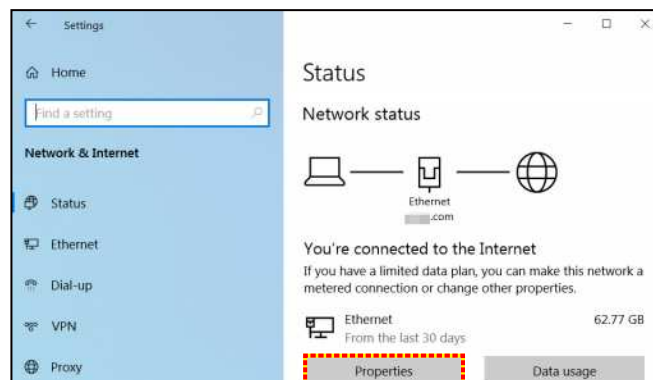 Settings
Home
Find a setting
Network & Internet
Status
Ethernet
Dial-up
VPN
Proxy
Status
Network status
Ethernet
.com
You're connected to the Internet
If you have a limited data plan, you can make this network a
metered connection or change other properties.
Ethernet 62.77 GB
From the last 30 days
Properties Data usage